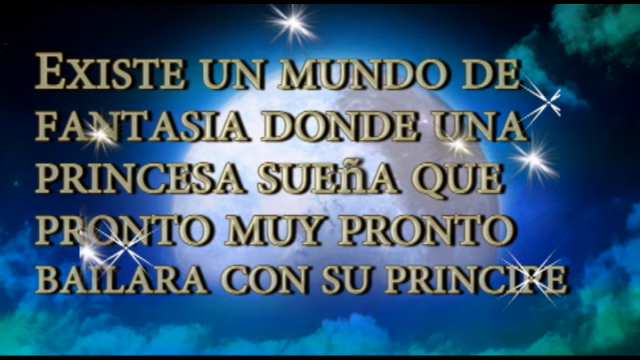 EXISTE UN MUNDO DE
FANTASIA DONDE UNA
PRINCESA SUEñA QUE
PRONTO MUY PRONTO
BAILARA CON SU PRINCIPE